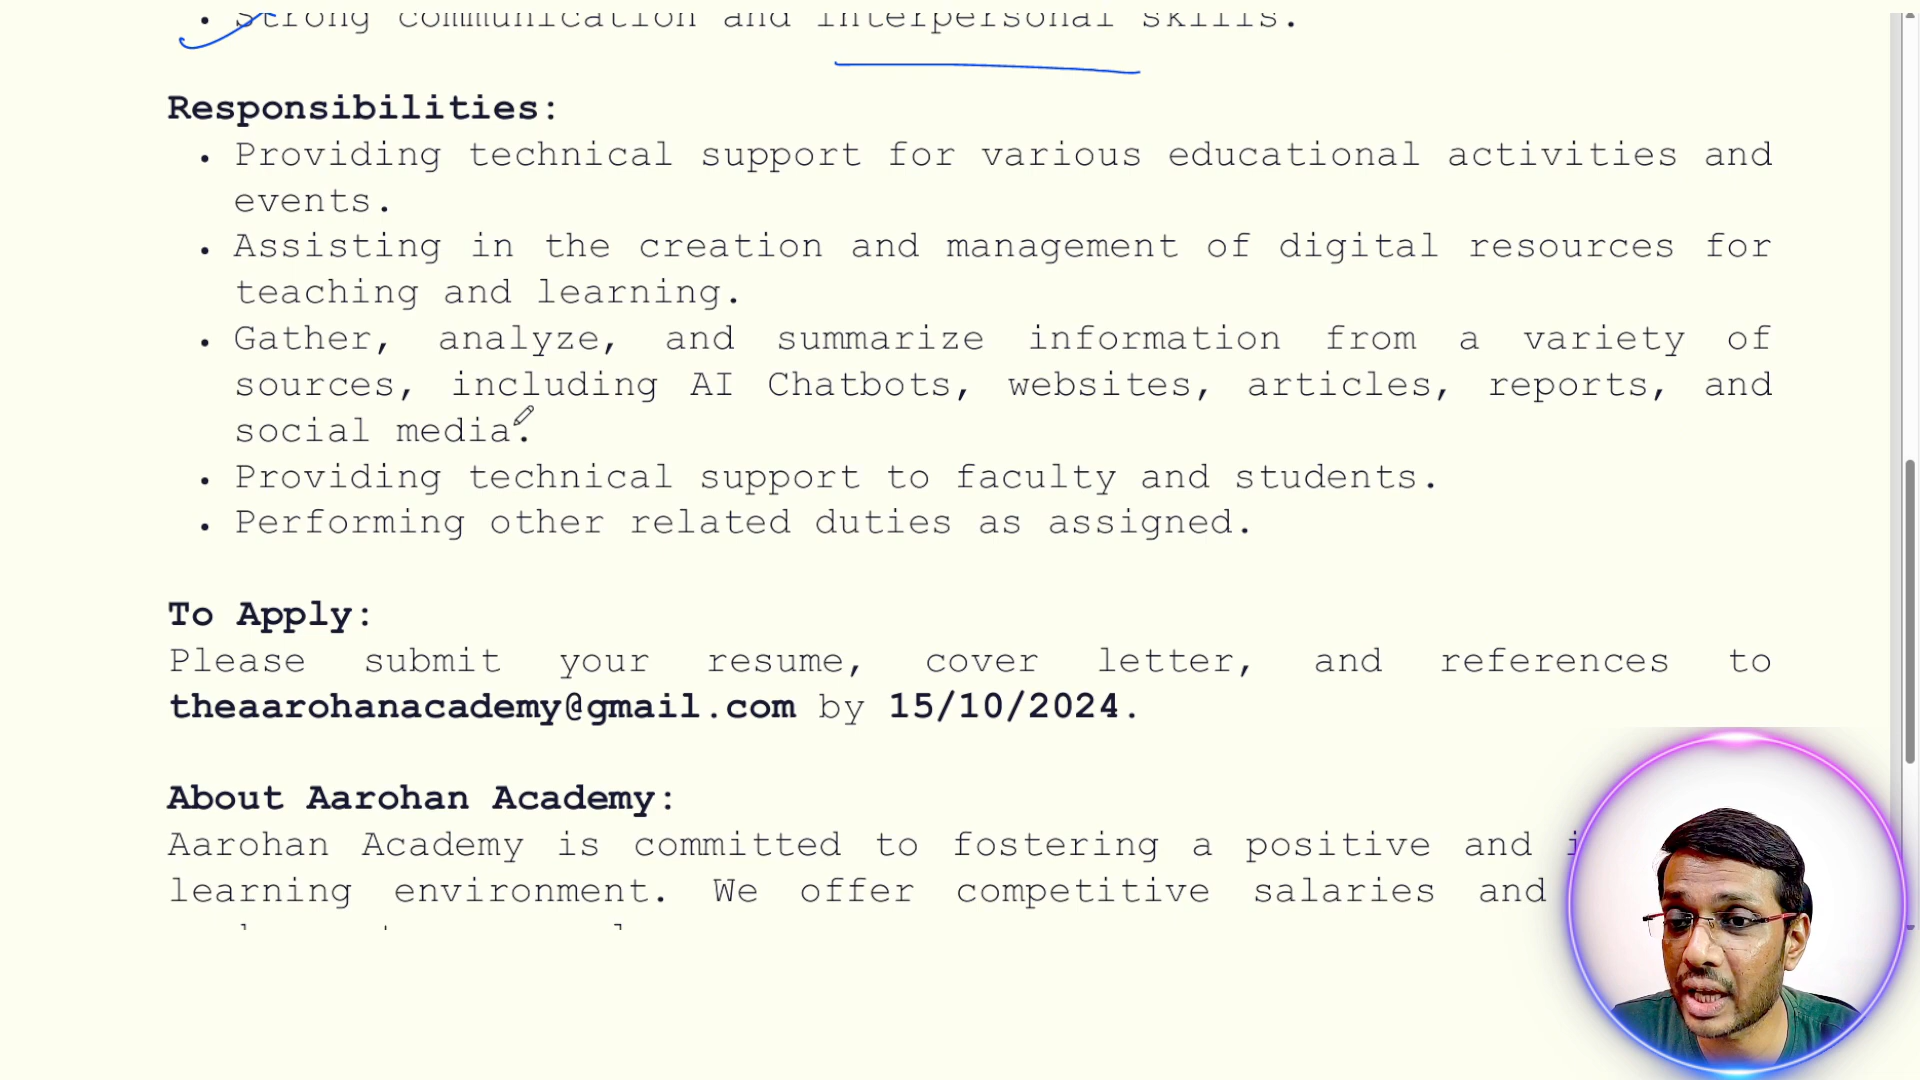 • Strong communication and interpersonal skills.
Responsibilities:
• Providing technical support for various educational activities and
events.
• Assisting in the creation and management of digital resources for
teaching and learning.
• Gather, analyze, and summarize information from a variety of
sources, including AI Chatbots, websites, articles, reports, and
social media.
• Providing technical support to faculty and students.
• Performing other related duties as assigned.
To Apply:
Please submit your resume, cover letter, and references to
theaarohanacademy@gmail.com by 15/10/2024.
About Aarohan Academy:
Aarohan Academy is committed to fostering a positive and
learning environment. We offer competitive salaries and